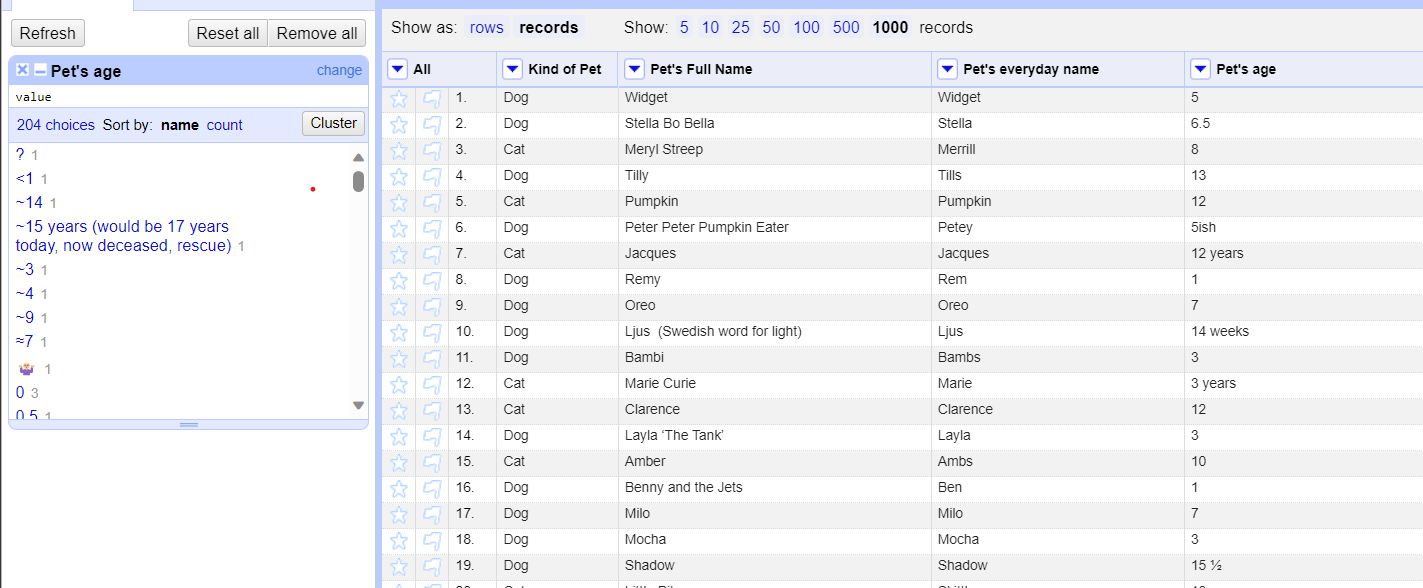 Refresh Reset all Remove all
Pet's age change
value
204 choices Sort by: name count Cluster
? 1
<1 1
~14 1
~15 years (would be 17 years
today, now deceased, rescue) 1
~3 1
~4 1
~9 1
≈7 1
🤷 1
0 3
0.5 1
Show as: rows records Show: 5 10 25 50 100 500 1000 records
All Kind of Pet Pet's Full Name Pet's everyday name Pet's age
1. Dog Widget Widget 5
2. Dog Stella Bo Bella Stella 6.5
3. Cat Meryl Streep Merrill 8
4. Dog Tilly Tills 13
5. Cat Pumpkin Pumpkin 12
6. Dog Peter Peter Pumpkin Eater Petey 5ish
7. Cat Jacques Jacques 12 years
8. Dog Remy Rem 1
9. Dog Oreo Oreo 7
10. Dog Ljus  (Swedish word for light) Ljus 14 weeks
11. Dog Bambi Bambs 3
12. Cat Marie Curie Marie 3 years
13. Cat Clarence Clarence 12
14. Dog Layla ‘The Tank’ Layla 3
15. Cat Amber Ambs 10
16. Dog Benny and the Jets Ben 1
17. Dog Milo Milo 7
18. Dog Mocha Mocha 3
19. Dog Shadow Shadow 15 ½